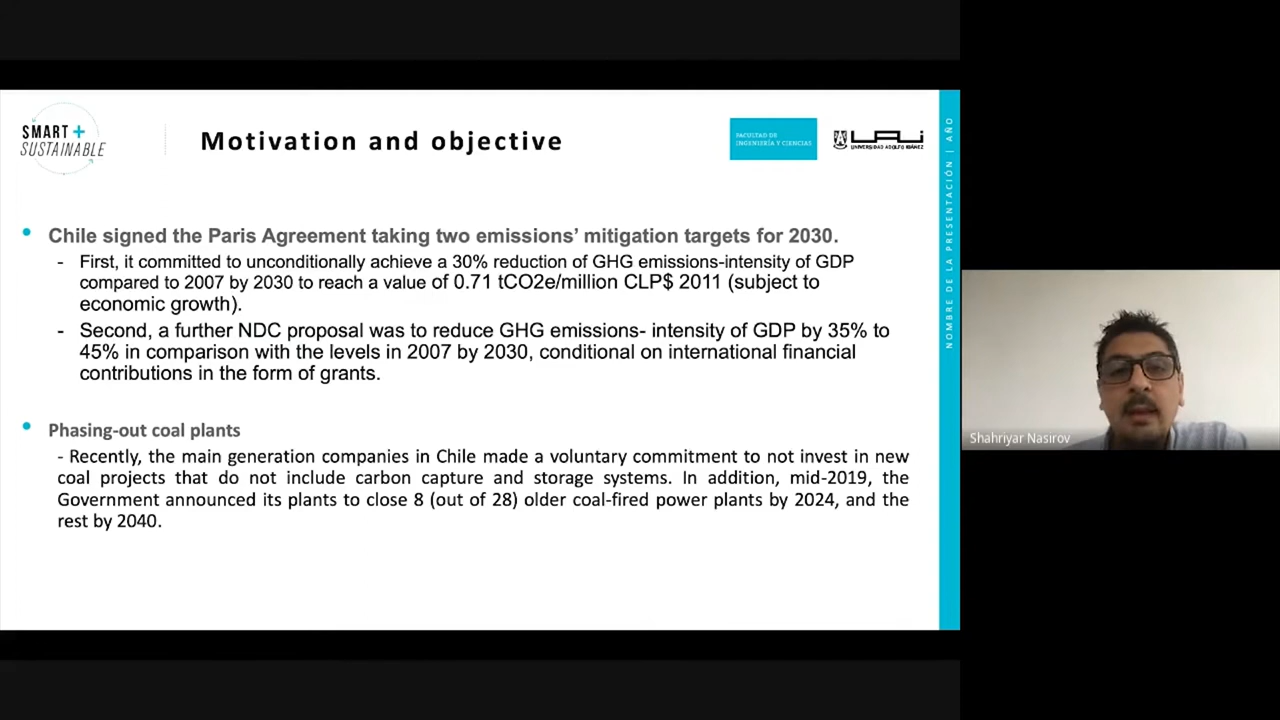 SMART +
SUSTAINABLE
Motivation and objective
FACULTAD DE
INGENIERÍA Y CIENCIAS
UAI
UNIVERSIDAD ADOLFO IBÁÑEZ
NOMBRE DE LA PRESENTACIÓN | AÑO
• Chile signed the Paris Agreement taking two emissions’ mitigation targets for 2030.
- First, it committed to unconditionally achieve a 30% reduction of GHG emissions-intensity of GDP
compared to 2007 by 2030 to reach a value of 0.71 tCO2e/million CLP$ 2011 (subject to
economic growth).
- Second, a further NDC proposal was to reduce GHG emissions- intensity of GDP by 35% to
45% in comparison with the levels in 2007 by 2030, conditional on international financial
contributions in the form of grants.
• Phasing-out coal plants
- Recently, the main generation companies in Chile made a voluntary commitment to not invest in new
coal projects that do not include carbon capture and storage systems. In addition, mid-2019, the
Government announced its plants to close 8 (out of 28) older coal-fired power plants by 2024, and the
rest by 2040.
Shahriyar Nasirov